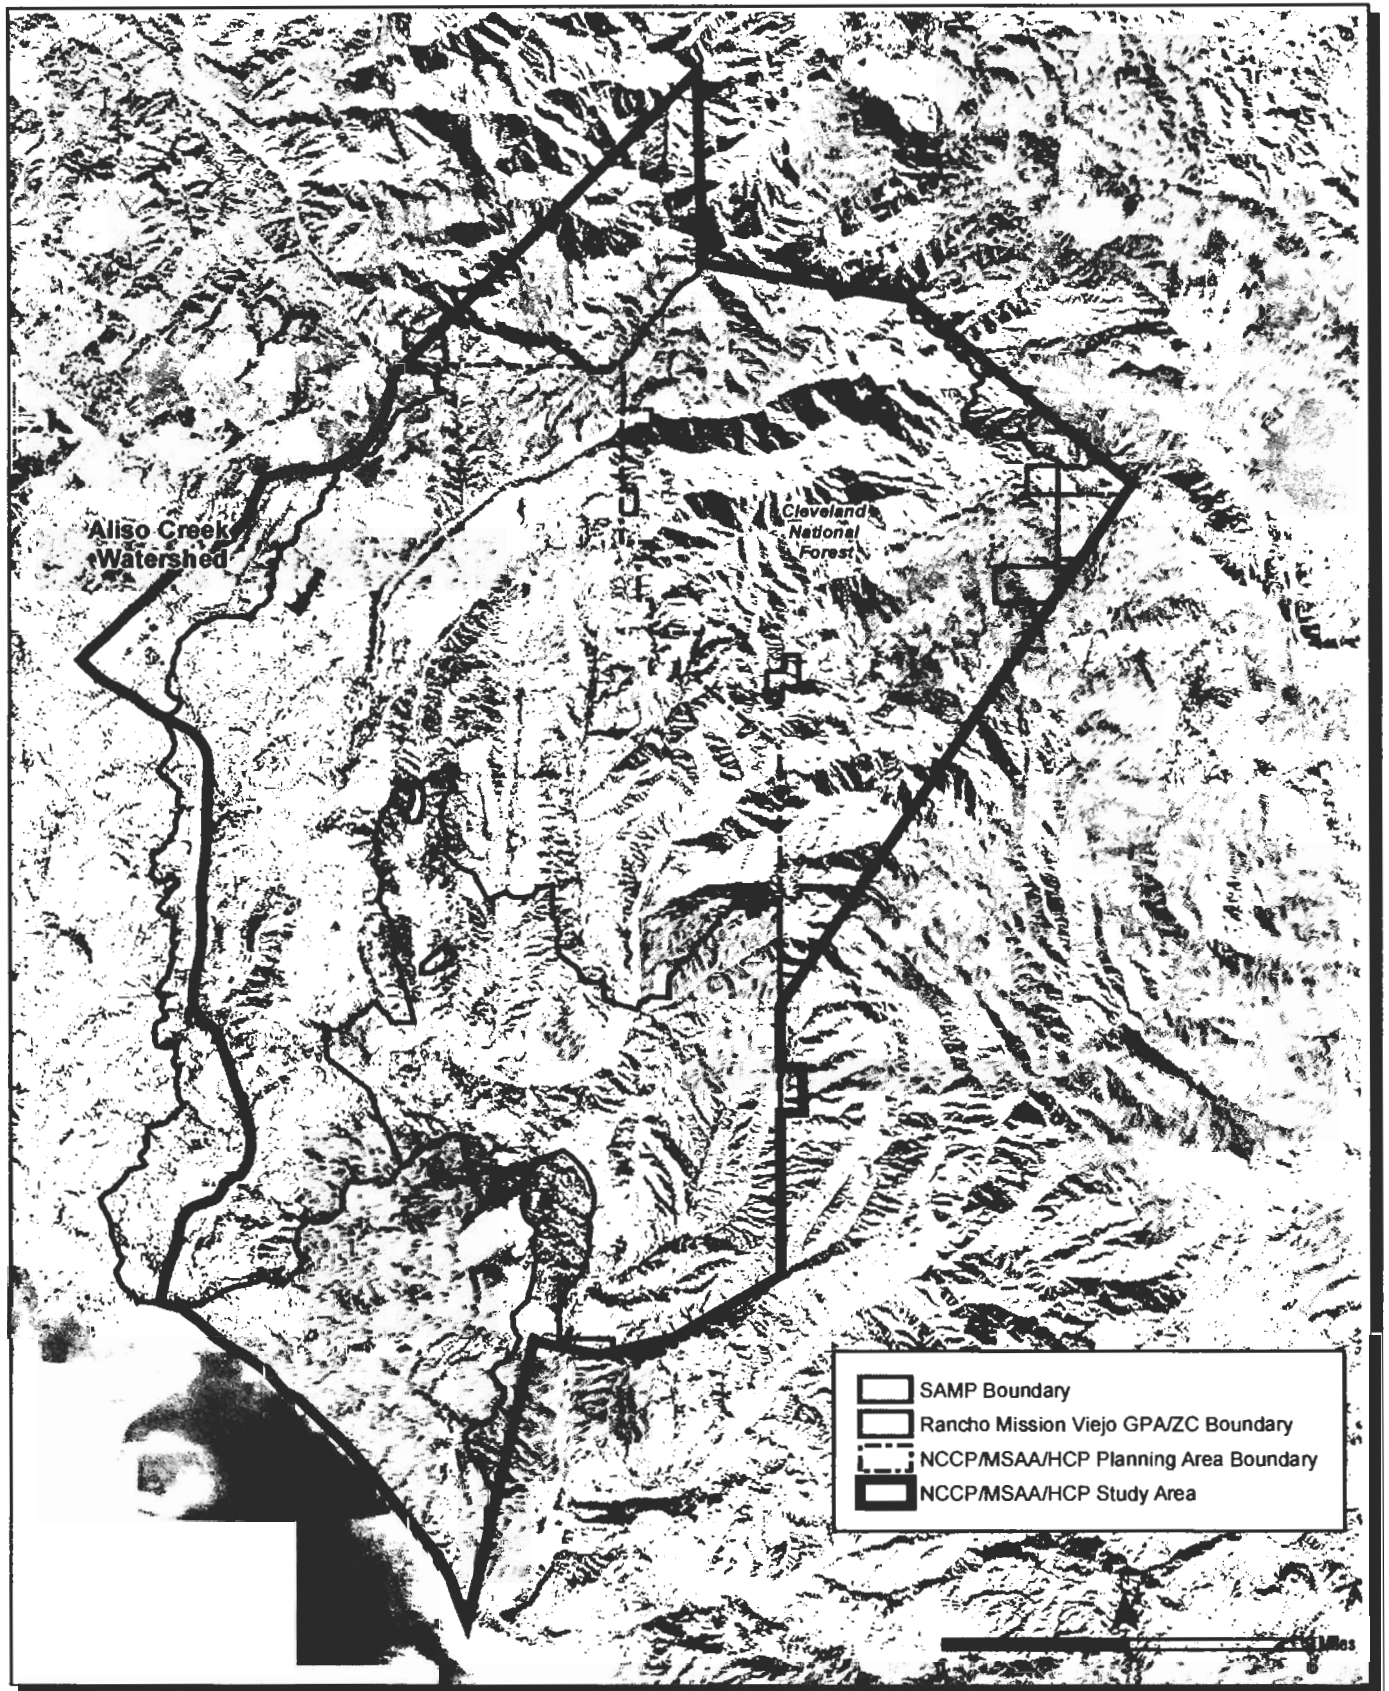 Aliso Creek
Watershed
Cleveland
National
Forest
SAMP Boundary
Rancho Mission Viejo GPA/ZC Boundary
NCCP/MSAA/HCP Planning Area Boundary
NCCP/MSAA/HCP Study Area